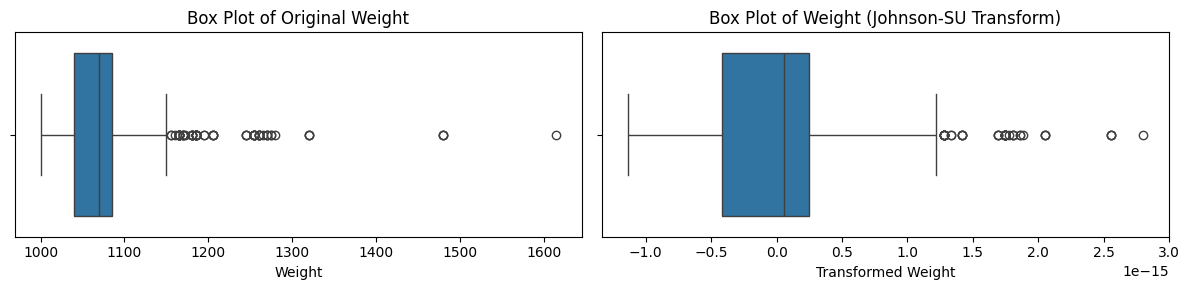 Box Plot of Original Weight
1000 1100 1200 1300 1400 1500 1600
Weight
Box Plot of Weight (Johnson-SU Transform)
−1.0 −0.5 0.0 0.5 1.0 1.5 2.0 2.5 3.0
1e−15
Transformed Weight